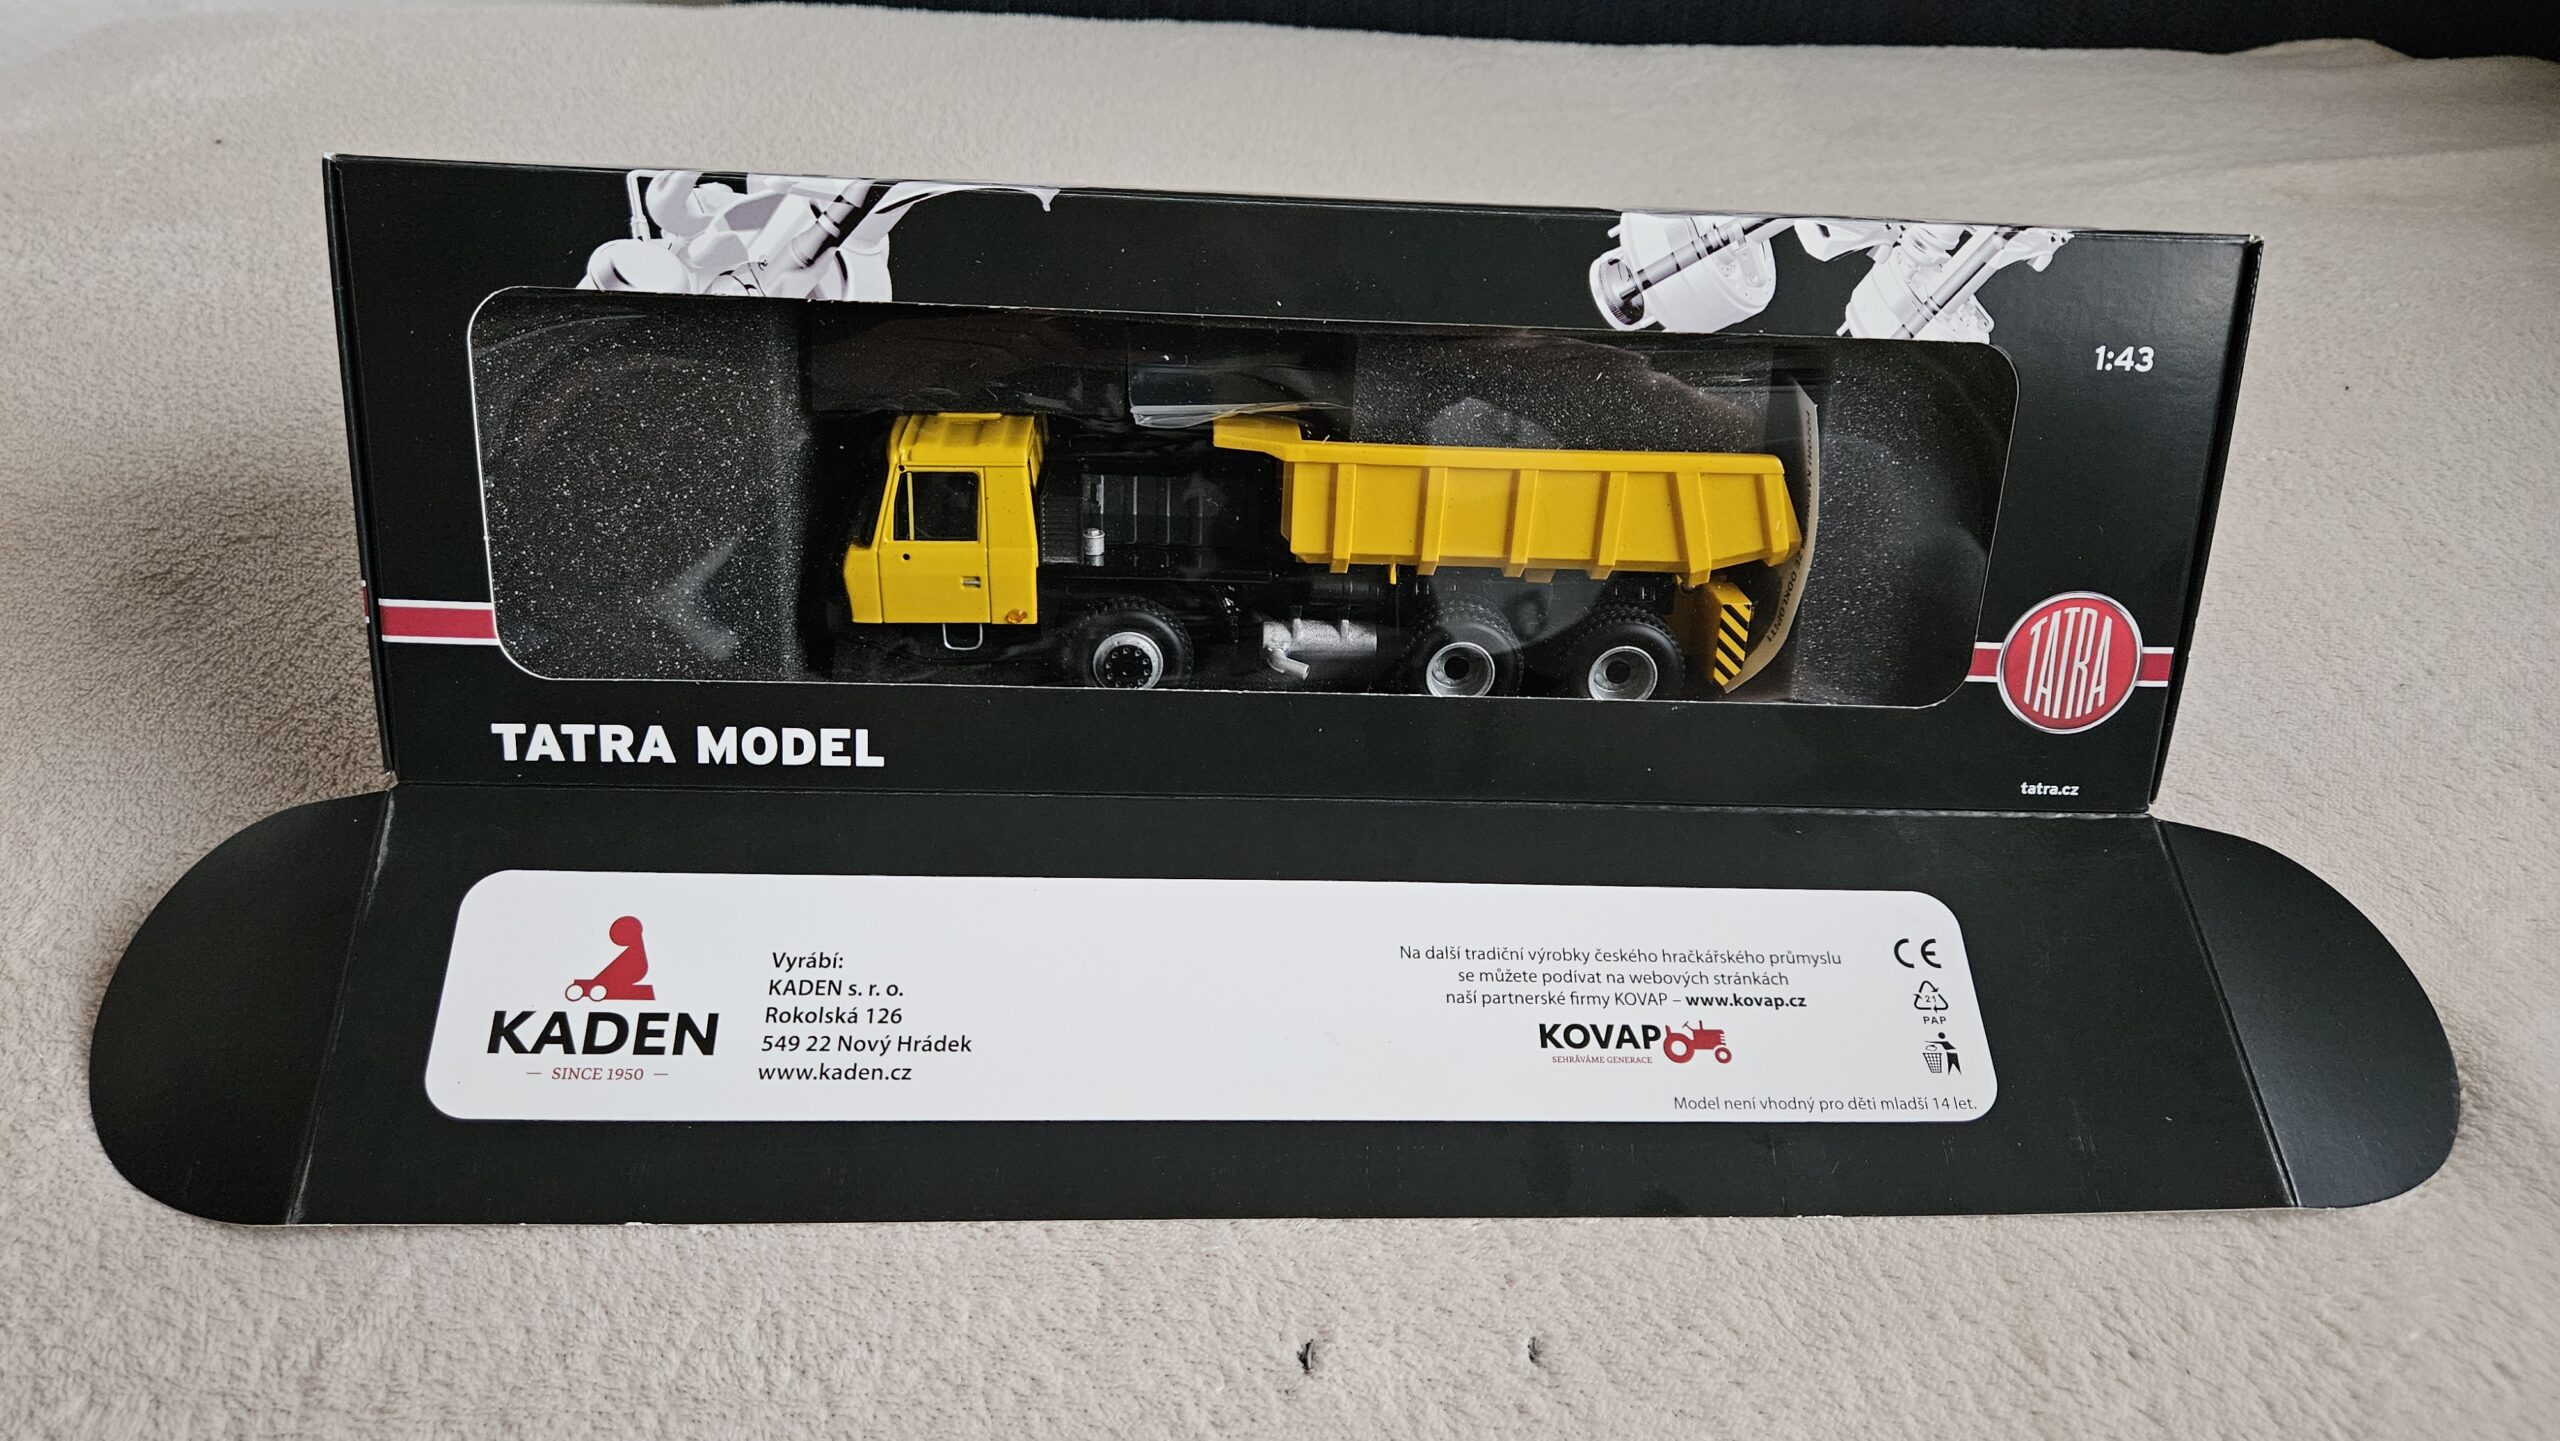 1:43
TATRA
TATRA MODEL
tatra.cz
KADEN
SINCE 1950
Vyrábí:
KADEN s. r. o.
Rokolská 126
549 22 Nový Hrádek
www.kaden.cz
Na další tradiční výrobky českého hračkářského průmyslu
se můžete podívat na webových stránkách
naší partnerské firmy KOVAP – www.kovap.cz
KOVAP
SEHRÁVÁME GENERACE
CE
21
PAP
Model není vhodný pro děti mladší 14 let.